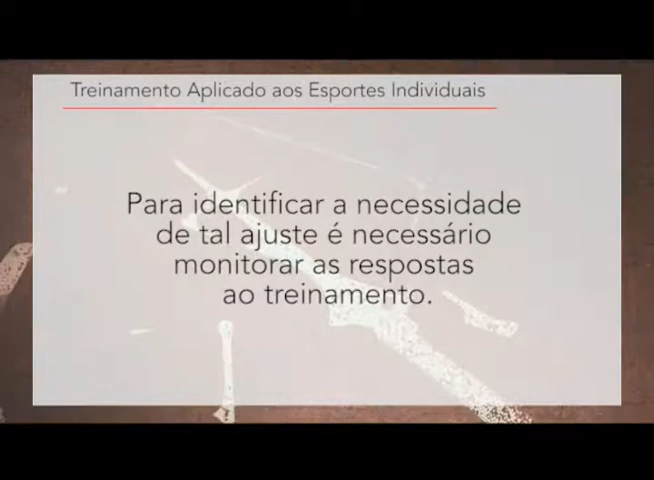 Treinamento Aplicado aos Esportes Individuais
Para identificar a necessidade
de tal ajuste é necessário
monitorar as respostas
ao treinamento.